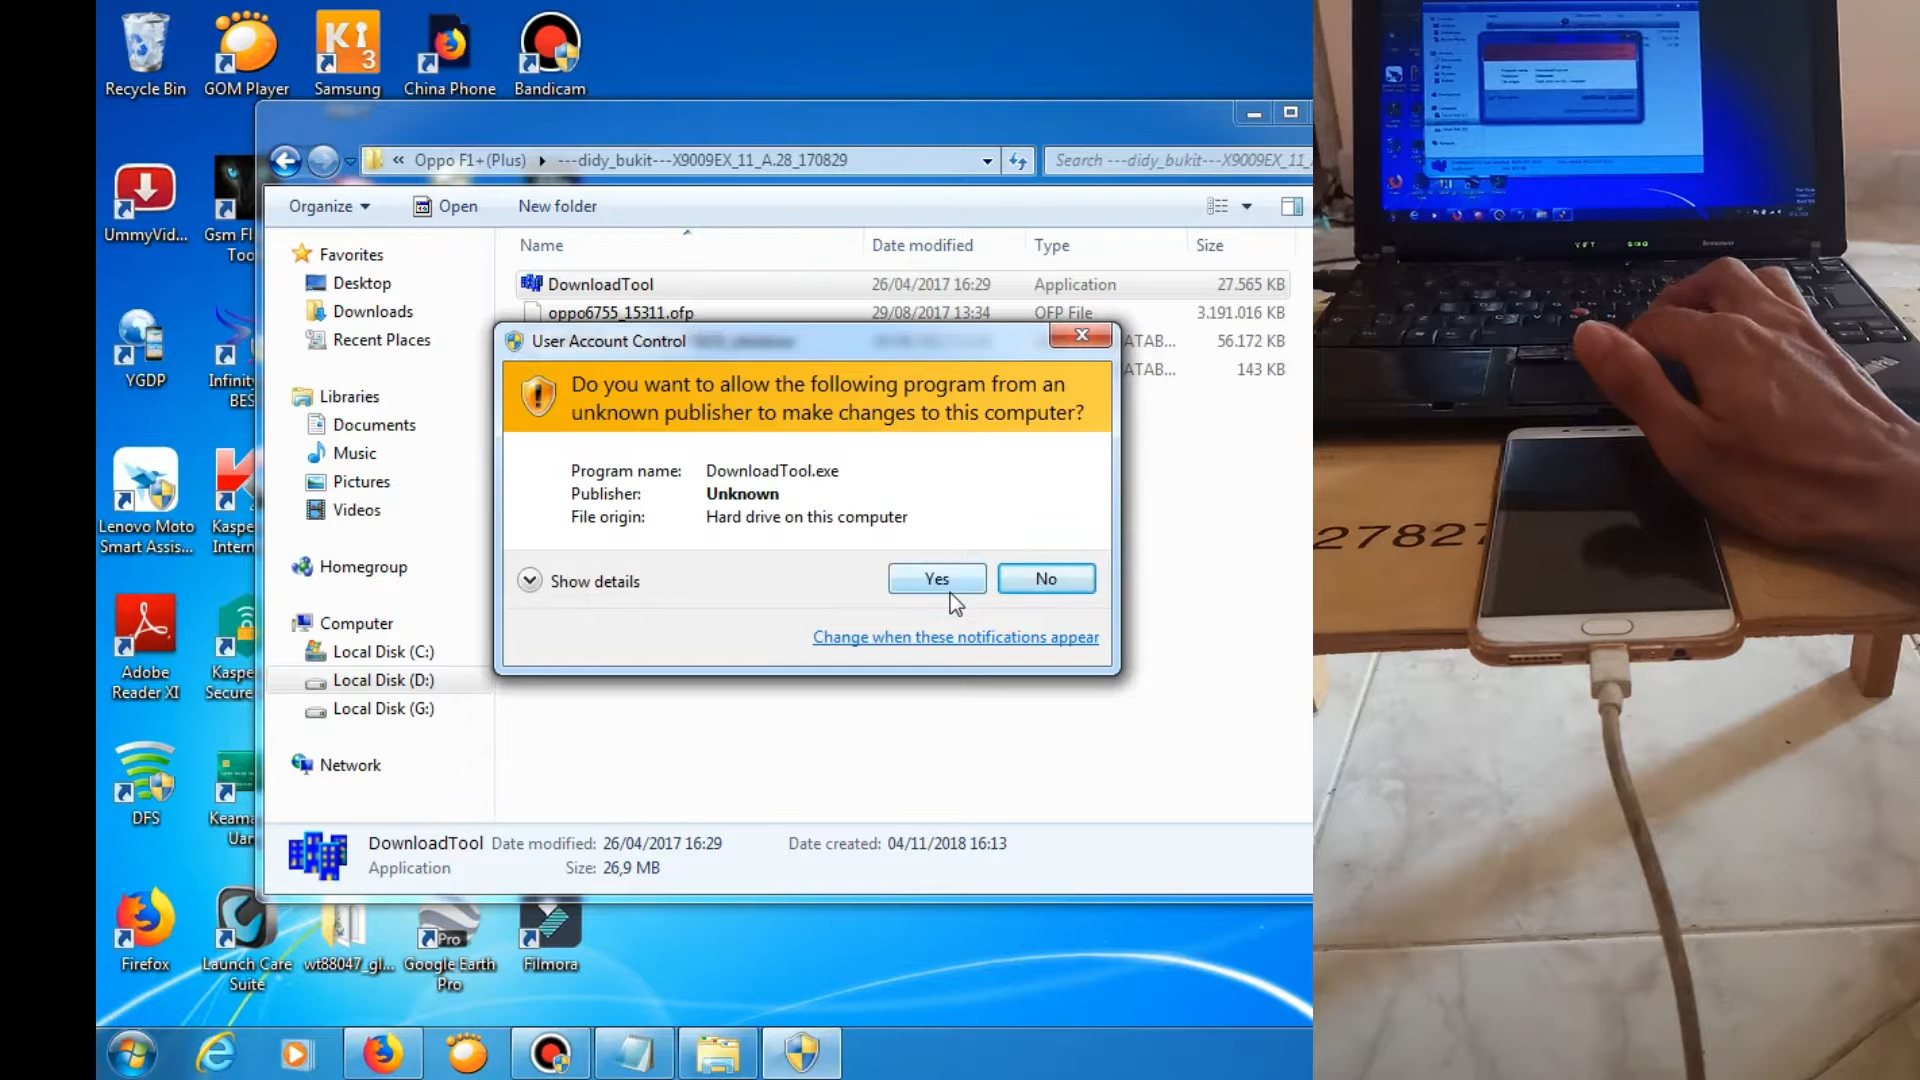 Recycle Bin
GOM Player
Samsung
China Phone
Bandicam
UmmyVid...
Gsm Fl
Too
YGDP
Infinit
BES
Lenovo Moto
Smart Assis...
Kaspe
Intern
Adobe
Reader XI
Kaspe
Secure
DFS
Keama
Uan
Firefox
Launch Care
Suite
wt88047_gl...
Google Earth
Pro
Filmora
« Oppo F1+(Plus) ---didy_bukit---X9009EX_11_A.28_170829
Search ---didy_bukit---X9009EX_11_
Organize
Open
New folder
Favorites
Desktop
Downloads
Recent Places
Libraries
Documents
Music
Pictures
Videos
Homegroup
Computer
Local Disk (C:)
Local Disk (D:)
Local Disk (G:)
Network
Name Date modified Type Size
DownloadTool 26/04/2017 16:29 Application 27.565 KB
oppo6755_15311.ofp 29/08/2017 13:34 OFP File 3.191.016 KB
ATAB... 56.172 KB
ATAB... 143 KB
User Account Control
Do you want to allow the following program from an
unknown publisher to make changes to this computer?
Program name: DownloadTool.exe
Publisher: Unknown
File origin: Hard drive on this computer
Show details
Yes
No
Change when these notifications appear
DownloadTool Date modified: 26/04/2017 16:29 Date created: 04/11/2018 16:13
Application Size: 26,9 MB
27827